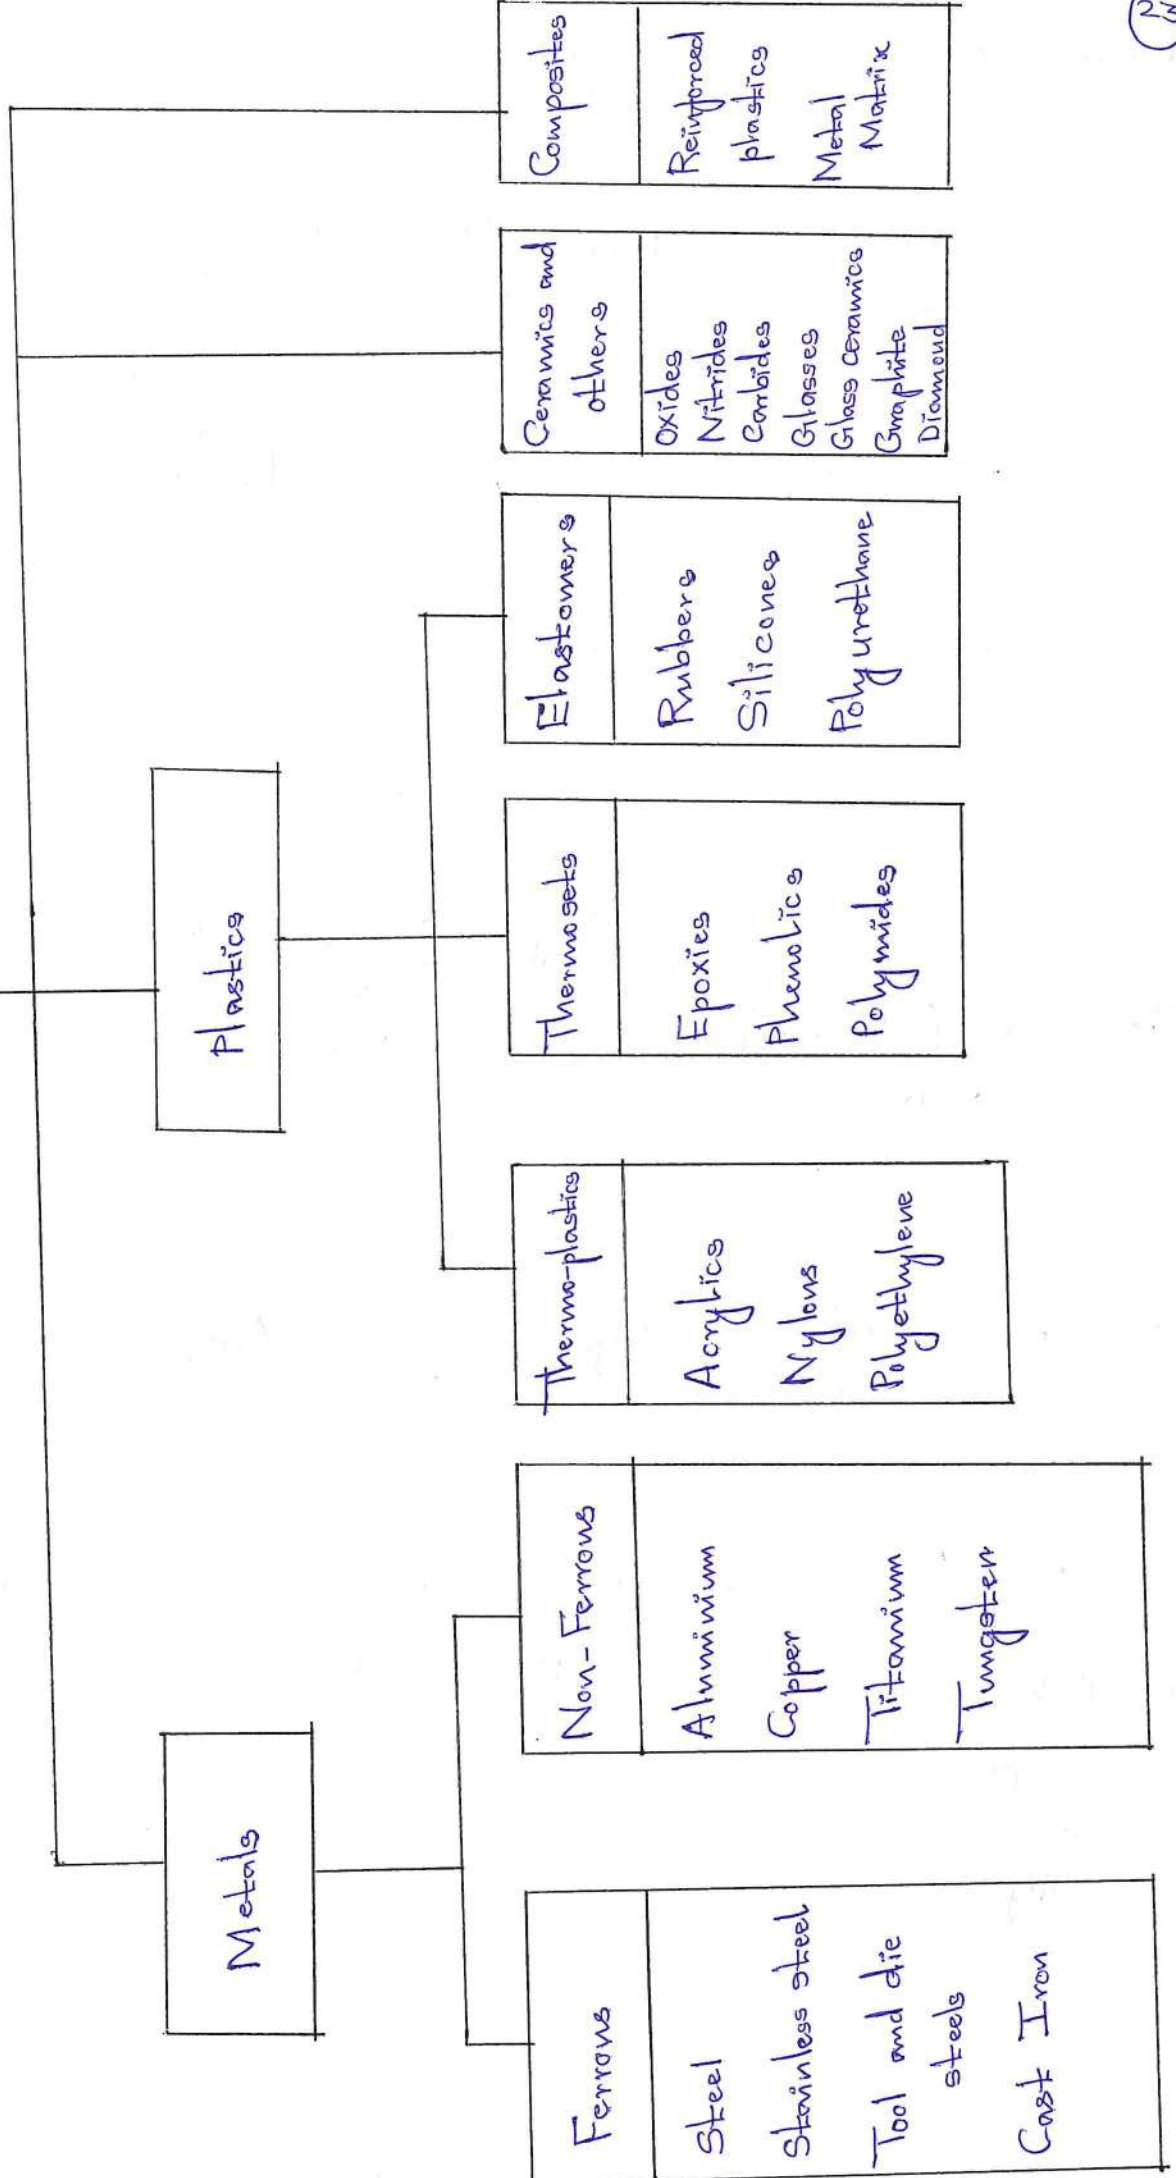 Metals
Plastics
Ferrous
Steel
Stainless steel
Tool and die
steels
Cast Iron
Non-Ferrous
Aluminium
Copper
Titanium
Tungsten
Thermo-plastics
Acrylics
Nylons
Polyethylene
Thermosets
Epoxies
Phenolics
Polymides
Elastomers
Rubbers
Silicones
Polyurethane
Ceramics and
others
Oxides
Nitrides
Carbides
Glasses
Glass ceramics
Graphite
Diamond
Composites
Reinforced
plastics
Metal
Matrix